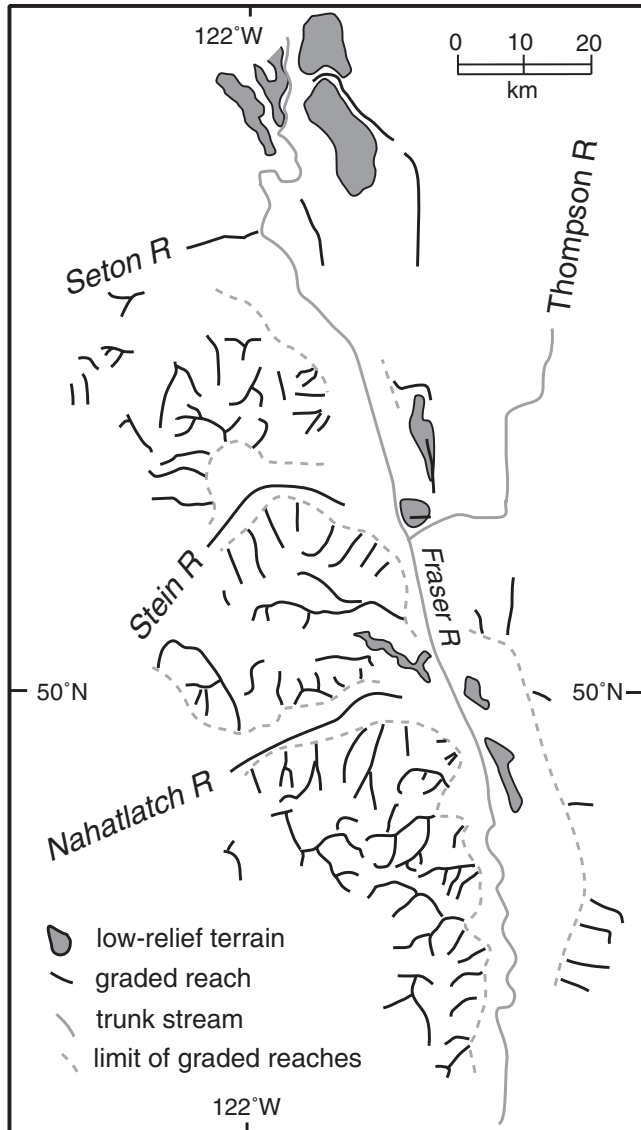 122°W
0 10 20
km
Thompson R
Seton R
Stein R
Fraser R
50°N
50°N
Nahatlatch R
low-relief terrain
graded reach
trunk stream
limit of graded reaches
122°W